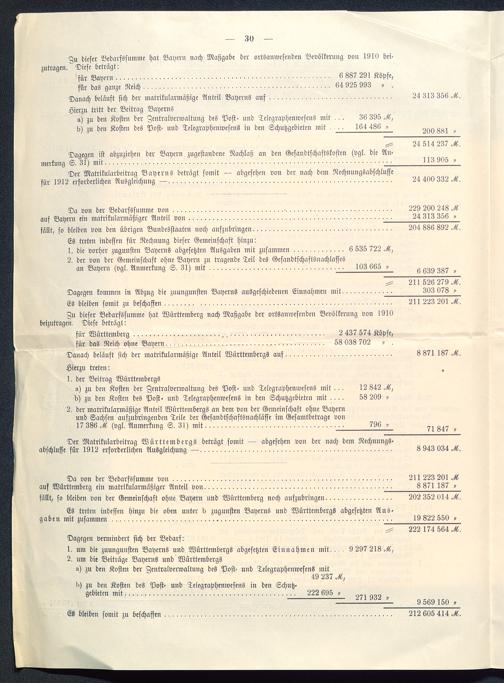 — 30 —
Zu dieser Bedarfssumme hat Bayern nach Maßgabe der ortsanwesenden Bevölkerung von 1910 bei-
zutragen. Diese beträgt:
für Bayern . . . 6 887 291 Köpfe,
für das ganze Reich . . . 64 925 993 „ .
Danach beläuft sich der matrikularmäßige Anteil Bayerns auf . . . 24 313 356 ℳ.
Hierzu tritt der Beitrag Bayerns
a) zu den Kosten der Zentralverwaltung des Post- und Telegraphenwesens mit . . . 36 395 ℳ,
b) zu den Kosten des Post- und Telegraphenwesens in den Schutzgebieten mit . . . 164 486 „ .
200 881 „
= 24 514 237 ℳ.
Dagegen ist abzuziehen der Bayern zugestandene Nachlaß an den Gesandtschaftskosten (vgl. die An-
merkung S. 31) mit . . . 113 905 ℳ.
Der Matrikularbeitrag Bayerns beträgt somit — abgesehen von der nach dem Rechnungsabschlusse
für 1912 erforderlichen Ausgleichung — . . . 24 400 332 ℳ.
Da von der Bedarfssumme von . . . 229 200 248 ℳ
auf Bayern ein matrikularmäßiger Anteil von . . . 24 313 356 „
fällt, so bleiben von den übrigen Bundesstaaten noch aufzubringen . . . 204 886 892 ℳ.
Es treten indessen für Rechnung dieser Gemeinschaft hinzu:
1. die vorher zugunsten Bayerns abgesetzten Ausgaben mit zusammen . . . 6 535 722 ℳ,
2. der von der Gemeinschaft ohne Bayern zu tragende Teil des Gesandtschaftsnachlasses
an Bayern (vgl. Anmerkung S. 31) mit . . . 103 665 „ .
6 639 387 „
= 211 526 279 ℳ.
Dagegen kommen in Abzug die zuungunsten Bayerns ausgeschiedenen Einnahmen mit . . . 303 078 „ .
Es bleiben somit zu beschaffen . . . 211 223 201 ℳ.
Zu dieser Bedarfssumme hat Württemberg nach Maßgabe der ortsanwesenden Bevölkerung von 1910
beizutragen. Diese beträgt:
für Württemberg . . . 2 437 574 Köpfe,
für das Reich ohne Bayern . . . 58 038 702 „ .
Danach beläuft sich der matrikularmäßige Anteil Württembergs auf . . . 8 871 187 ℳ.
Hierzu treten:
1. der Beitrag Württembergs
a) zu den Kosten der Zentralverwaltung des Post- und Telegraphenwesens mit . . . 12 842 ℳ,
b) zu den Kosten des Post- und Telegraphenwesens in den Schutzgebieten mit . . . 58 209 „
2. der matrikularmäßige Anteil Württembergs an dem von der Gemeinschaft ohne Bayern
und Sachsen aufzubringenden Teile der Gesandtschaftsnachlässe im Gesamtbetrage von
17 386 ℳ (vgl. Anmerkung S. 31) mit . . . 796 „
71 847 „ .
Der Matrikularbeitrag Württembergs beträgt somit — abgesehen von der nach dem Rechnungs-
abschlusse für 1912 erforderlichen Ausgleichung — . . . 8 943 034 ℳ.
Da von der Bedarfssumme von . . . 211 223 201 ℳ
auf Württemberg ein matrikularmäßiger Anteil von . . . 8 871 187 „
fällt, so bleiben von der Gemeinschaft ohne Bayern und Württemberg noch aufzubringen . . . 202 352 014 ℳ.
Es treten indessen hinzu die oben unter b zugunsten Bayerns und Württembergs abgesetzten Aus-
gaben mit zusammen . . . 19 822 550 „ .
= 222 174 564 ℳ.
Dagegen vermindert sich der Bedarf:
1. um die zuungunsten Bayerns und Württembergs abgesetzten Einnahmen mit . . . 9 297 218 ℳ,
2. um die Beiträge Bayerns und Württembergs
a) zu den Kosten der Zentralverwaltung des Post- und Telegraphenwesens mit
49 237 ℳ,
b) zu den Kosten des Post- und Telegraphenwesens in den Schutz-
gebieten mit . . . 222 695 „
271 932 „
9 569 150 „
Es bleiben somit zu beschaffen . . . 212 605 414 ℳ.